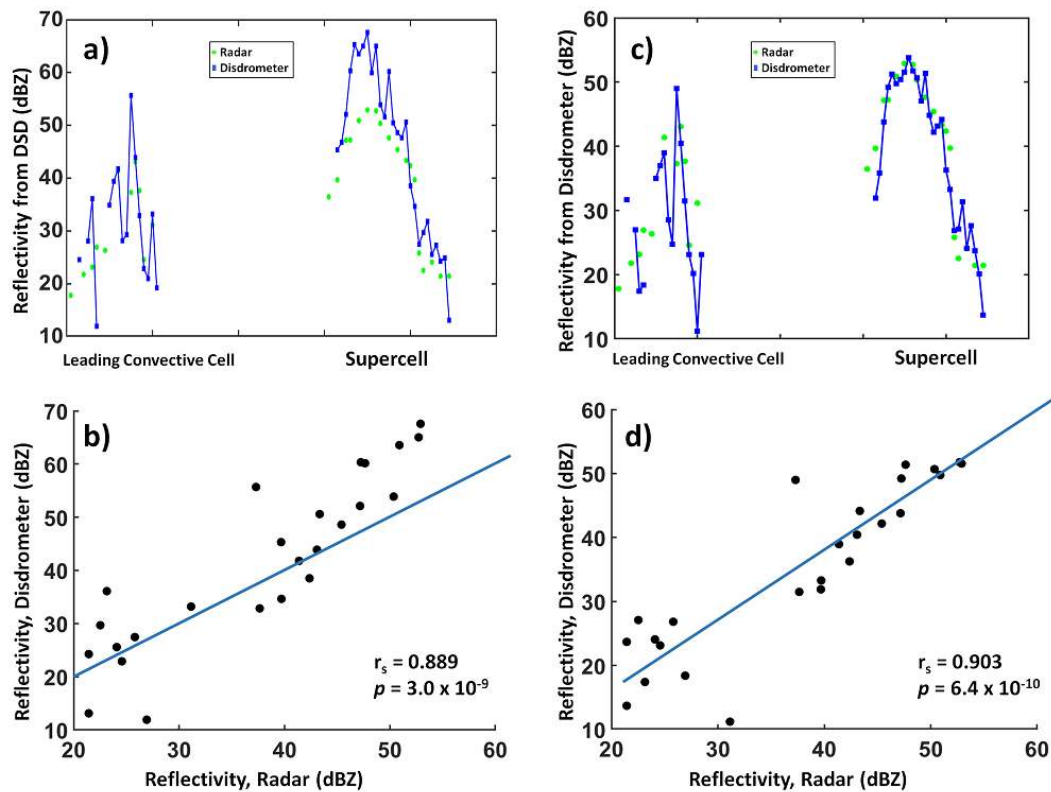 a)
Radar
Disdrometer
Reflectivity from DSD (dBZ)
70
60
50
40
30
20
10
Leading Convective Cell
Supercell
c)
Radar
Disdrometer
Reflectivity from Disdrometer (dBZ)
60
50
40
30
20
10
Leading Convective Cell
Supercell
b)
Reflectivity, Disdrometer (dBZ)
70
60
50
40
30
20
10
r_s = 0.889
p = 3.0 x 10^-9
20
30
40
50
60
Reflectivity, Radar (dBZ)
d)
Reflectivity, Disdrometer (dBZ)
60
50
40
30
20
10
r_s = 0.903
p = 6.4 x 10^-10
20
30
40
50
60
Reflectivity, Radar (dBZ)